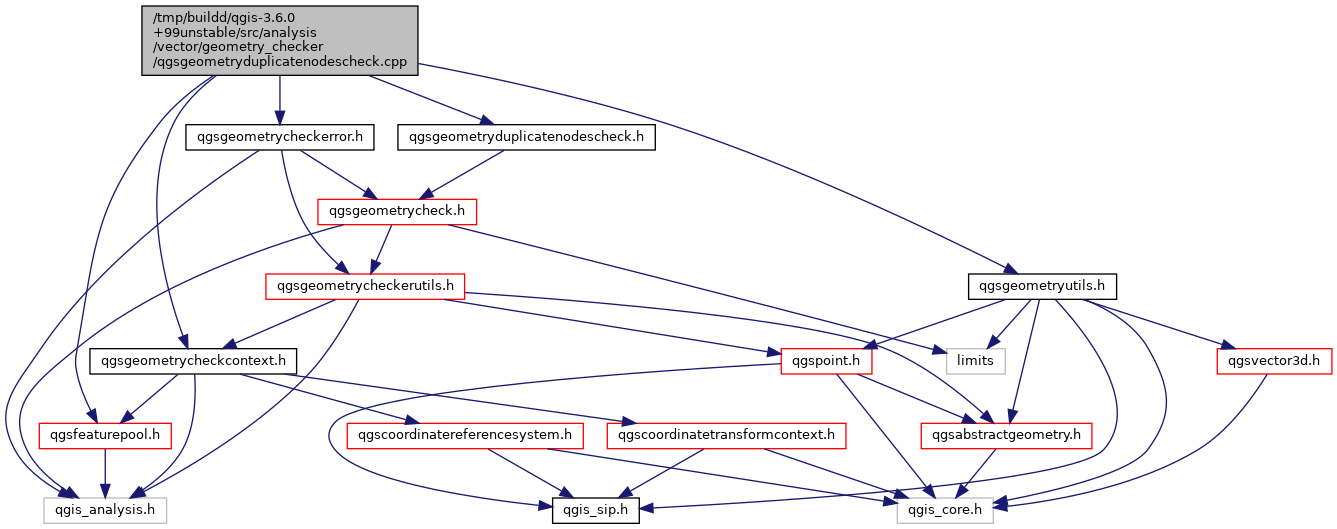 /tmp/buildd/qgis-3.6.0
+99unstable/src/analysis
/vector/geometry_checker
/qgsgeometryduplicatenodescheck.cpp
qgsgeometrycheckerror.h
qgsgeometryduplicatenodescheck.h
qgsgeometrycheck.h
qgsgeometrycheckerutils.h
qgsgeometryutils.h
qgsgeometrycheckcontext.h
qgspoint.h
limits
qgsvector3d.h
qgsfeaturepool.h
qgscoordinatereferencesystem.h
qgscoordinatetransformcontext.h
qgsabstractgeometry.h
qgis_analysis.h
qgis_sip.h
qgis_core.h